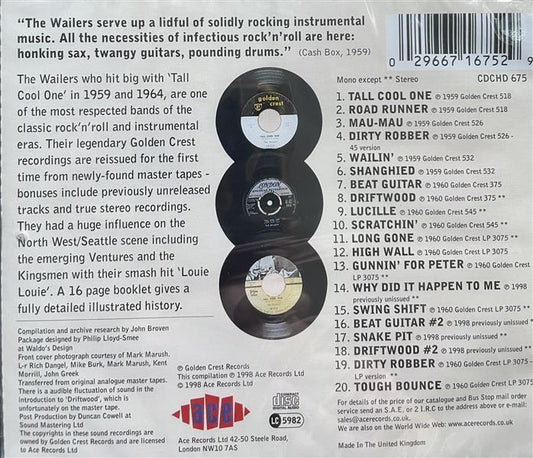 "The Wailers serve up a lidful of solidly rocking instrumental
music. All the necessities of infectious rock'n'roll are here:
honking sax, twangy guitars, pounding drums." (Cash Box, 1959)
0 29667 16752 9
Mono except ** Stereo CDCHD 675
The Wailers who hit big with 'Tall
Cool One' in 1959 and 1964, are one
of the most respected bands of the
classic rock'n'roll and instrumental
eras. Their legendary Golden Crest
recordings are reissued for the first
time from newly-found master tapes -
bonuses include previously unreleased
tracks and true stereo recordings.
They had a huge influence on the
North West/Seattle scene including
the emerging Ventures and the
Kingsmen with their smash hit 'Louie
Louie'. A 16 page booklet gives a
fully detailed illustrated history.
golden crest
LONDON
1. TALL COOL ONE ℗ 1959 Golden Crest 518
2. ROAD RUNNER ℗ 1959 Golden Crest 518
3. MAU-MAU ℗ 1959 Golden Crest 526
4. DIRTY ROBBER ℗ 1959 Golden Crest 526 -
45 version
5. WAILIN' ℗ 1959 Golden Crest 532
6. SHANGHIED ℗ 1959 Golden Crest 532
7. BEAT GUITAR ℗ 1960 Golden Crest 375
8. DRIFTWOOD ℗ 1960 Golden Crest 375 **
9. LUCILLE ℗ 1960 Golden Crest 545 **
10. SCRATCHIN' ℗ 1960 Golden Crest 545 **
11. LONG GONE ℗ 1960 Golden Crest LP 3075 **
12. HIGH WALL ℗ 1960 Golden Crest LP 3075
13. GUNNIN' FOR PETER ℗ 1960 Golden Crest
LP 3075 **
14. WHY DID IT HAPPEN TO ME ℗ 1998
previously unissued **
15. SWING SHIFT ℗ 1960 Golden Crest LP 3075
16. BEAT GUITAR #2 ℗ 1998 previously unissued **
17. SNAKE PIT ℗ 1998 previously unissued **
18. DRIFTWOOD #2 ℗ 1998 previously unissued **
19. DIRTY ROBBER ℗ 1960 Golden Crest LP 3075 -
LP version **
20. TOUGH BOUNCE ℗ 1960 Golden Crest LP 3075
Compilation and archive research by John Broven
Package designed by Philip Lloyd-Smee
at Waldo's Design
Front cover photograph courtesy of Mark Marush.
L-r Rich Dangel, Mike Burk, Mark Marush, Kent
Morrill, John Greek
Transferred from original analogue master tapes.
There is a audible fluctuation of sound in the
introduction to 'Driftwood', which is
unfortunately on the master tape.
Post Production by Duncan Cowell at
Sound Mastering Ltd
The copyrights in these sound recordings are
owned by Golden Crest Records and are licensed
to Ace Records Ltd
℗ Golden Crest Records
This compilation ℗ 1998 Ace Records Ltd
© 1998 Ace Records Ltd
ace
COMPACT disc DIGITAL AUDIO
LC 5982
Ace Records Ltd 42-50 Steele Road,
London NW10 7AS
For details of the price of our catalogue and Bus Stop mail order
service send an S.A.E. or 2 I.R.C to the address above or e-mail
sales@acerecords.co.uk/
We are also on the World Wide Web: www.acerecords.co.uk
Made In The United Kingdom